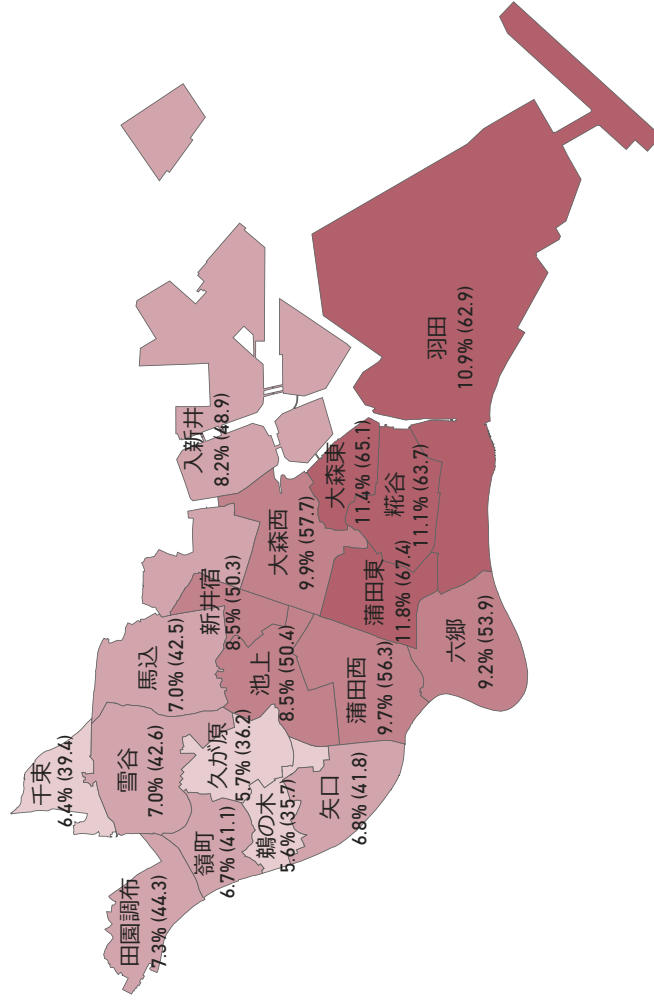 田園調布
7.3% (44.3)
千束
6.4% (39.4)
雪谷
7.0% (42.6)
嶺町
6.7% (41.1)
久が原
5.7% (36.2)
鵜の木
5.6% (35.7)
矢口
6.8% (41.8)
馬込
7.0% (42.5)
池上
8.5% (50.4)
新井宿
8.5% (50.3)
蒲田西
9.7% (56.3)
六郷
9.2% (53.9)
入新井
8.2% (48.9)
大森西
9.9% (57.7)
蒲田東
11.8% (67.4)
大森東
11.4% (65.1)
糀谷
11.1% (63.7)
羽田
10.9% (62.9)